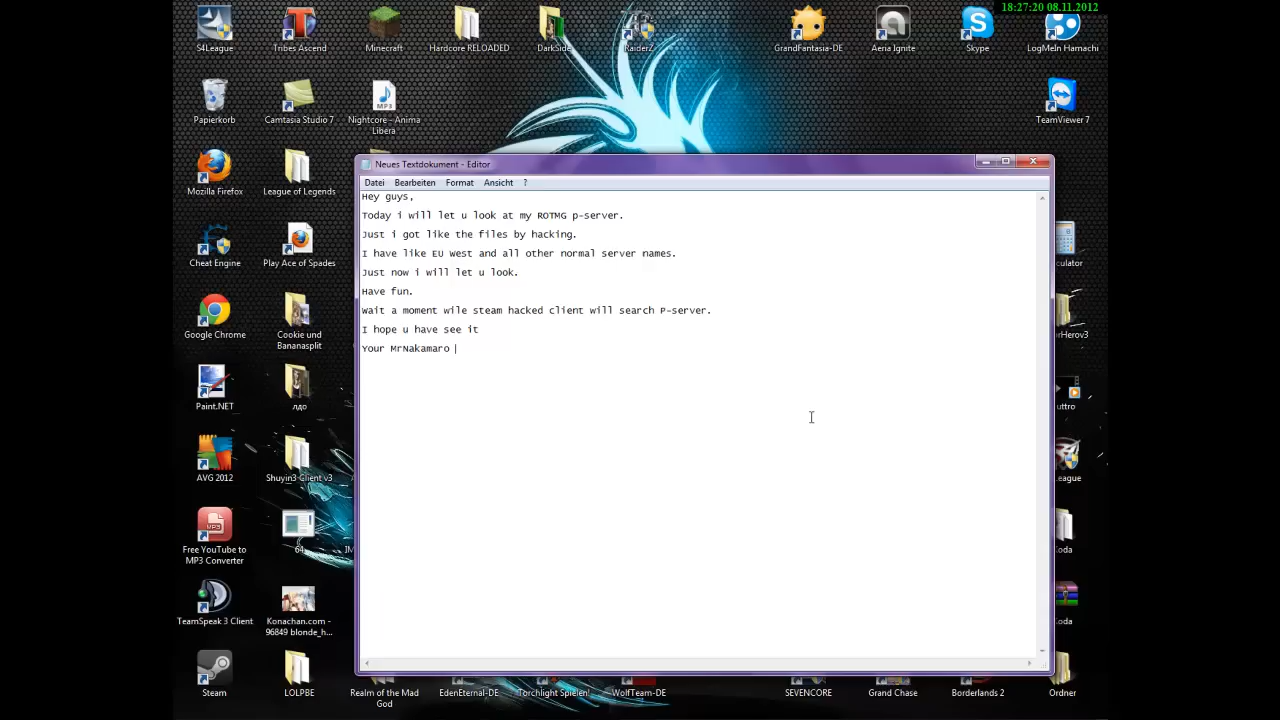 18:27:20 08.11.2012
S4League
Tribes Ascend
Minecraft
Hardcore RELOADED
DarkSide
RaiderZ
GrandFantasia-DE
Aeria Ignite
Skype
LogMeIn Hamachi
Papierkorb
Camtasia Studio 7
Nightcore - Anima
Libera
TeamViewer 7
Mozilla Firefox
League of Legends
Cheat Engine
Play Ace of Spades
Google Chrome
Cookie und
Bananasplit
Paint.NET
лдо
AVG 2012
Shuyin3 Client v3
Free YouTube to
MP3 Converter
64
TeamSpeak 3 Client
Konachan.com -
96849 blonde_h...
Steam
LOLPBE
Realm of the Mad
God
EdenEternal-DE
Torchlight Spielen!
WolfTeam-DE
SEVENCORE
Grand Chase
Borderlands 2
Ordner
Neues Textdokument - Editor
Datei Bearbeiten Format Ansicht ?
Hey guys,
Today i will let u look at my ROTMG p-server.
Just i got like the files by hacking.
I have like EU west and all other normal server names.
Just now i will let u look.
Have fun.
Wait a moment wile steam hacked client will search P-server.
I hope u have see it
Your MrNakamaro